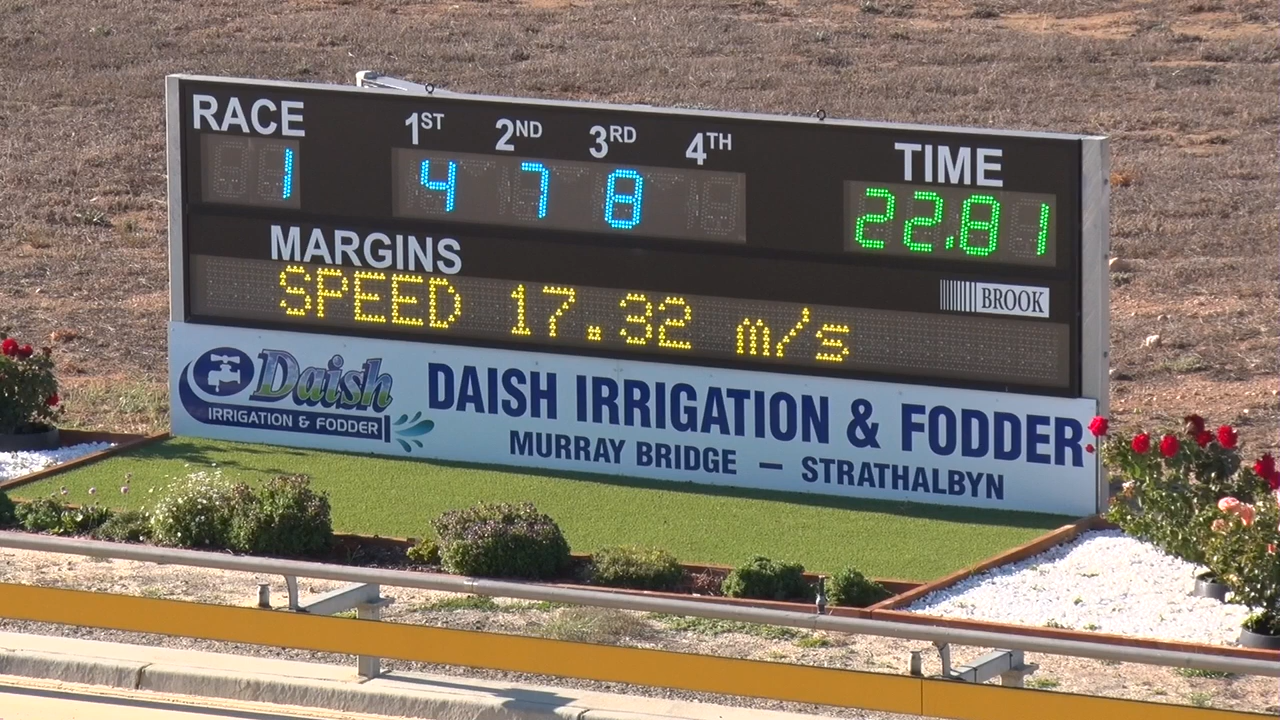 RACE 1ST 2ND 3RD 4TH TIME
1 4 7 8 22.81
MARGINS
SPEED 17.32 m/s
BROOK
Daish
IRRIGATION & FODDER
DAISH IRRIGATION & FODDER
MURRAY BRIDGE – STRATHALBYN